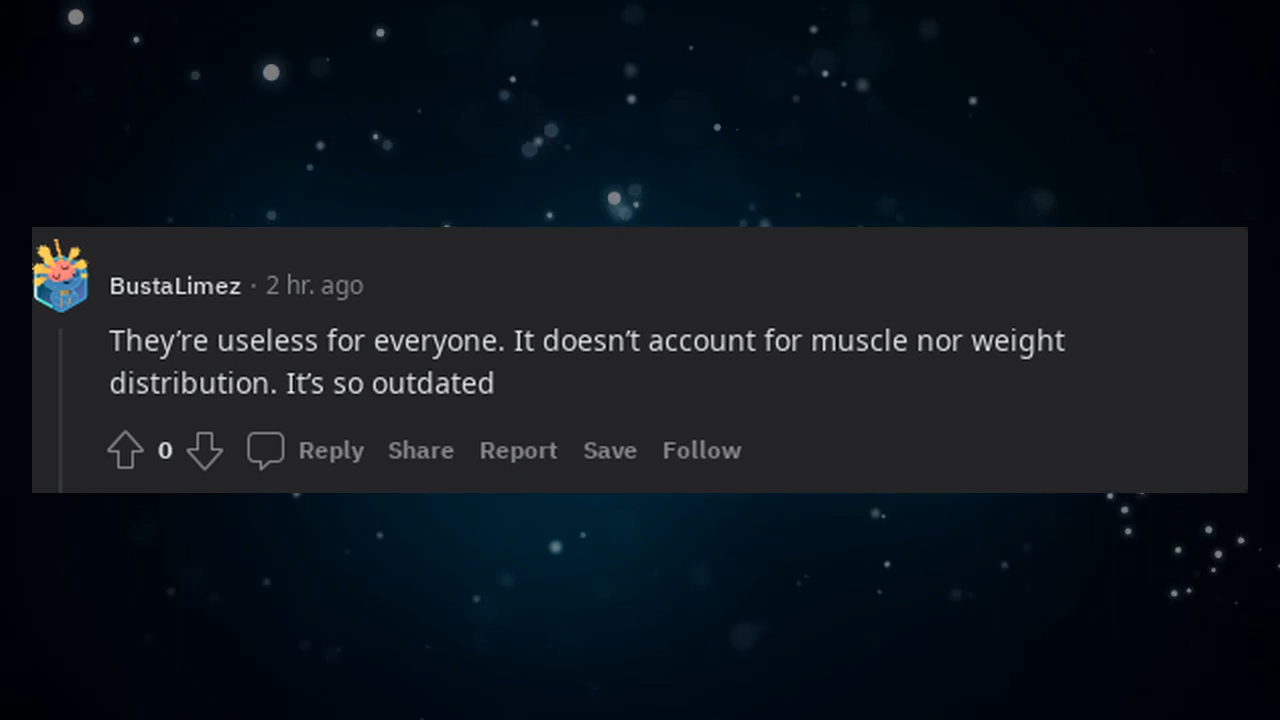 BustaLimez · 2 hr. ago
They’re useless for everyone. It doesn’t account for muscle nor weight
distribution. It’s so outdated
0 Reply Share Report Save Follow